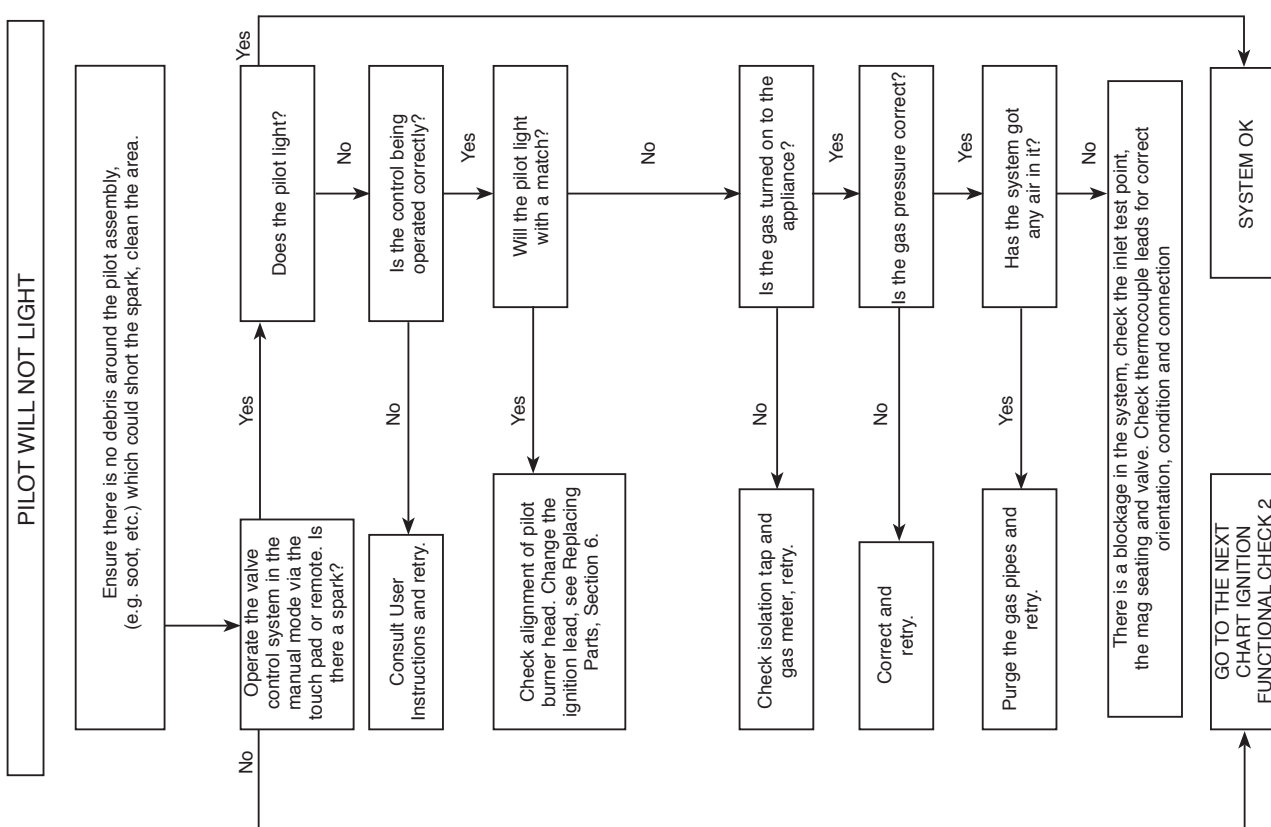 PILOT WILL NOT LIGHT
Ensure there is no debris around the pilot assembly,
(e.g. soot, etc.) which could short the spark, clean the area.
Operate the valve
control system in the
manual mode via the
touch pad or remote. Is
there a spark?
No
Yes
Does the pilot light?
Yes
No
Is the control being
operated correctly?
No
Consult User
Instructions and retry.
Yes
Will the pilot light
with a match?
Yes
Check alignment of pilot
burner head. Change the
ignition lead, see Replacing
Parts, Section 6.
No
Is the gas turned on to the
appliance?
No
Check isolation tap and
gas meter, retry.
Yes
Is the gas pressure correct?
No
Correct and
retry.
Yes
Has the system got
any air in it?
Yes
Purge the gas pipes and
retry.
No
There is a blockage in the system, check the inlet test point,
the mag seating and valve. Check thermocouple leads for correct
orientation, condition and connection
GO TO THE NEXT
CHART IGNITION
FUNCTIONAL CHECK 2
SYSTEM OK